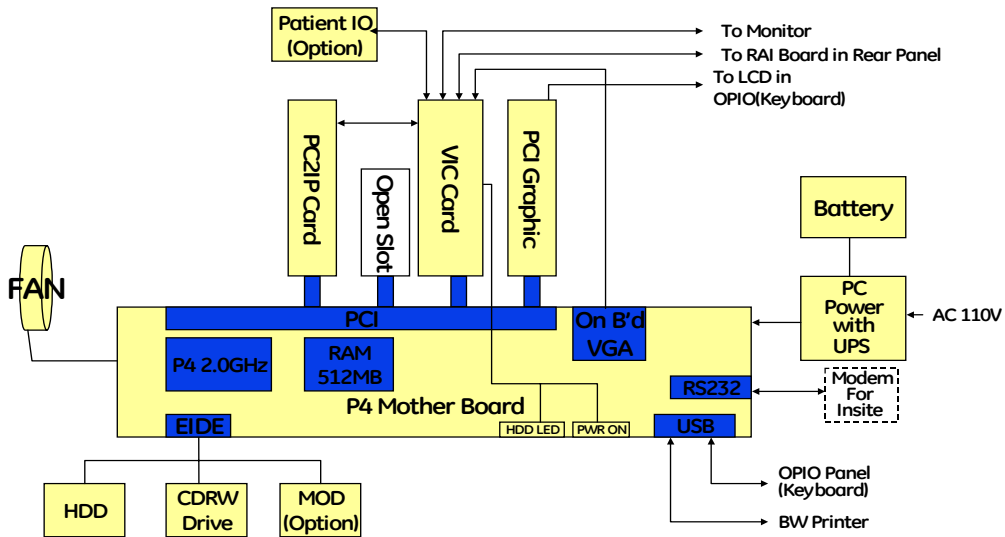 Patient IO
(Option)
To Monitor
To RAI Board in Rear Panel
To LCD in
OPIO(Keyboard)
PC2IP Card
Open Slot
VIC Card
PCI Graphic
Battery
FAN
PC
Power
with
UPS
AC 110V
PCI
On B'd
VGA
P4 2.0GHz
RAM
512MB
RS232
Modem
For
Insite
P4 Mother Board
EIDE
HDD LED
PWR ON
USB
HDD
CDRW
Drive
MOD
(Option)
OPIO Panel
(Keyboard)
BW Printer